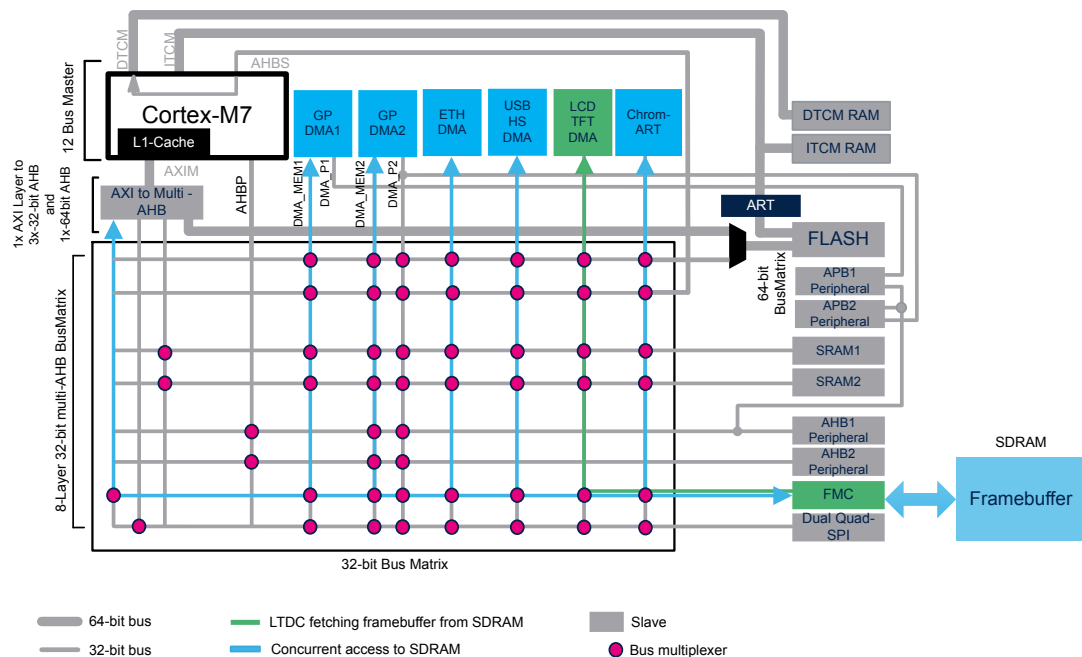 DTCM
ITCM
AHBS
12 Bus Master
Cortex-M7
L1-Cache
GP
DMA1
GP
DMA2
ETH
DMA
USB
HS
DMA
LCD
TFT
DMA
Chrom-
ART
DTCM RAM
ITCM RAM
1x AXI Layer to
3x-32-bit AHB
and
1x-64bit AHB
AXIM
AHBP
DMA_MEM1
DMA_P1
DMA_MEM2
DMA_P2
AXI to Multi -
AHB
ART
FLASH
64-bit
BusMatrix
APB1
Peripheral
APB2
Peripheral
8-Layer 32-bit multi-AHB BusMatrix
SRAM1
SRAM2
AHB1
Peripheral
AHB2
Peripheral
SDRAM
FMC
Framebuffer
Dual Quad-
SPI
32-bit Bus Matrix
64-bit bus
LTDC fetching framebuffer from SDRAM
Slave
32-bit bus
Concurrent access to SDRAM
Bus multiplexer